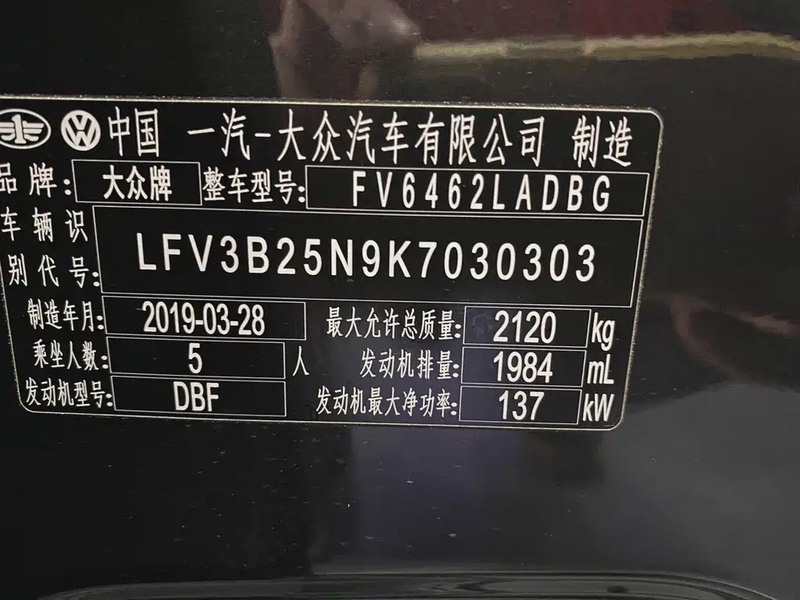 中国 一汽-大众汽车有限公司 制造
品牌: 大众牌 整车型号: FV6462LADBG
车辆识别代号: LFV3B25N9K7030303
制造年月: 2019-03-28 最大允许总质量: 2120 kg
乘坐人数: 5 人 发动机排量: 1984 mL
发动机型号: DBF 发动机最大净功率: 137 kW